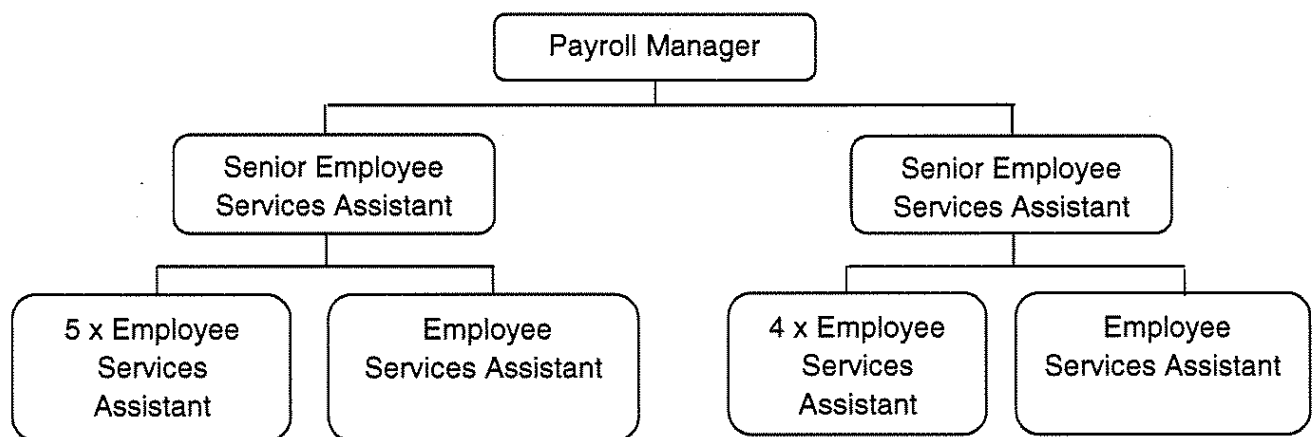 Payroll Manager
Senior Employee
Services Assistant
Senior Employee
Services Assistant
5 x Employee
Services
Assistant
Employee
Services Assistant
4 x Employee
Services
Assistant
Employee
Services Assistant